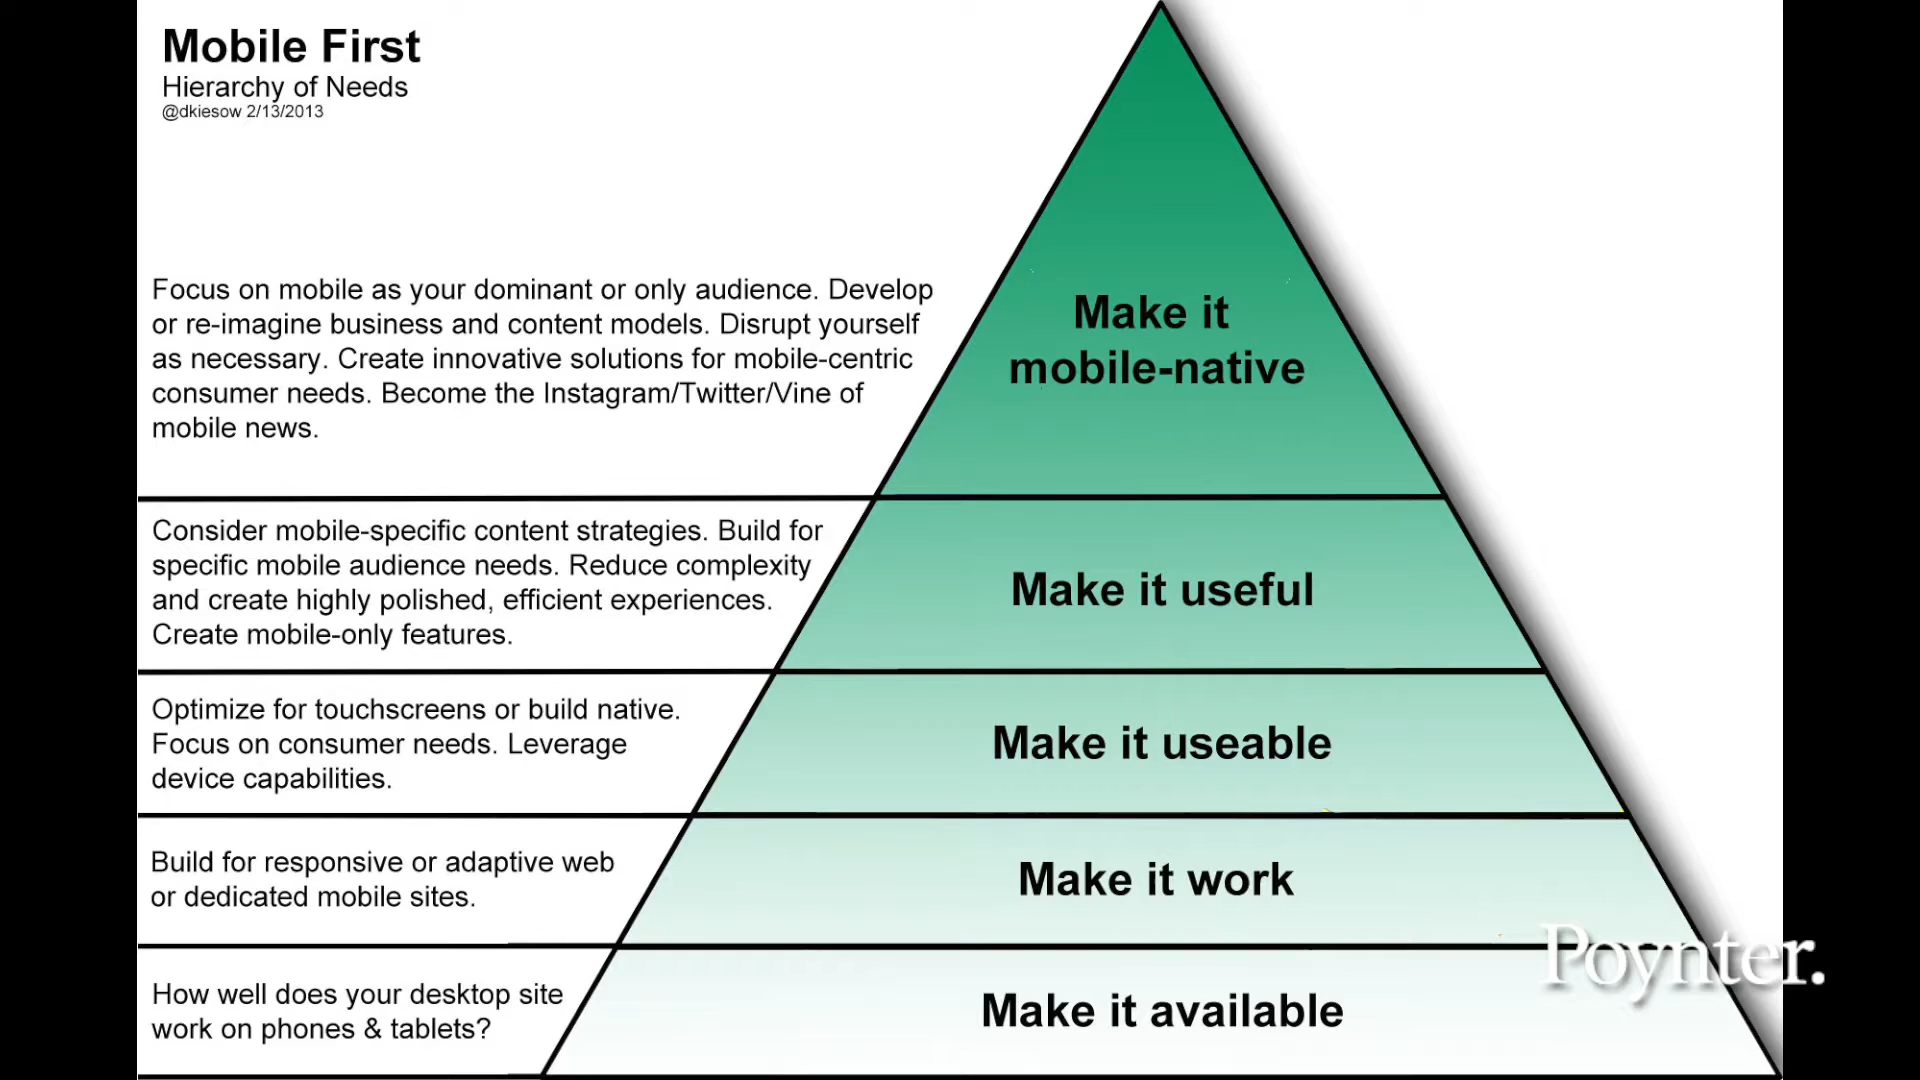 Mobile First
Hierarchy of Needs
@dkiesow 2/13/2013
Focus on mobile as your dominant or only audience. Develop
or re-imagine business and content models. Disrupt yourself
as necessary. Create innovative solutions for mobile-centric
consumer needs. Become the Instagram/Twitter/Vine of
mobile news.
Make it
mobile-native
Consider mobile-specific content strategies. Build for
specific mobile audience needs. Reduce complexity
and create highly polished, efficient experiences.
Create mobile-only features.
Make it useful
Optimize for touchscreens or build native.
Focus on consumer needs. Leverage
device capabilities.
Make it useable
Build for responsive or adaptive web
or dedicated mobile sites.
Make it work
How well does your desktop site
work on phones & tablets?
Make it available
Poynter.